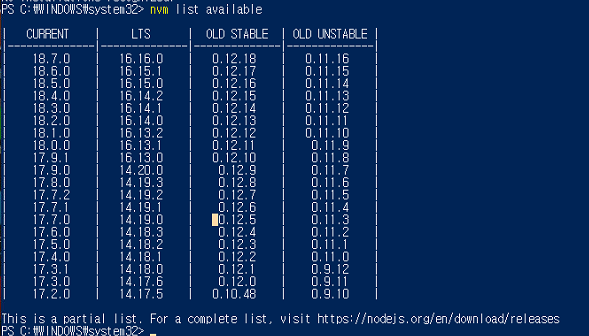 PS C:₩WINDOWS₩system32> nvm list available
| CURRENT | LTS | OLD STABLE | OLD UNSTABLE |
|--------------|--------------|--------------|--------------|
| 18.7.0 | 16.16.0 | 0.12.18 | 0.11.16 |
| 18.6.0 | 16.15.1 | 0.12.17 | 0.11.15 |
| 18.5.0 | 16.15.0 | 0.12.16 | 0.11.14 |
| 18.4.0 | 16.14.2 | 0.12.15 | 0.11.13 |
| 18.3.0 | 16.14.1 | 0.12.14 | 0.11.12 |
| 18.2.0 | 16.14.0 | 0.12.13 | 0.11.11 |
| 18.1.0 | 16.13.2 | 0.12.12 | 0.11.10 |
| 18.0.0 | 16.13.1 | 0.12.11 | 0.11.9 |
| 17.9.1 | 16.13.0 | 0.12.10 | 0.11.8 |
| 17.9.0 | 14.20.0 | 0.12.9 | 0.11.7 |
| 17.8.0 | 14.19.3 | 0.12.8 | 0.11.6 |
| 17.7.2 | 14.19.2 | 0.12.7 | 0.11.5 |
| 17.7.1 | 14.19.1 | 0.12.6 | 0.11.4 |
| 17.7.0 | 14.19.0 | 0.12.5 | 0.11.3 |
| 17.6.0 | 14.18.3 | 0.12.4 | 0.11.2 |
| 17.5.0 | 14.18.2 | 0.12.3 | 0.11.1 |
| 17.4.0 | 14.18.1 | 0.12.2 | 0.11.0 |
| 17.3.1 | 14.18.0 | 0.12.1 | 0.9.12 |
| 17.3.0 | 14.17.6 | 0.12.0 | 0.9.11 |
| 17.2.0 | 14.17.5 | 0.10.48 | 0.9.10 |
This is a partial list. For a complete list, visit https://nodejs.org/en/download/releases
PS C:₩WINDOWS₩system32>